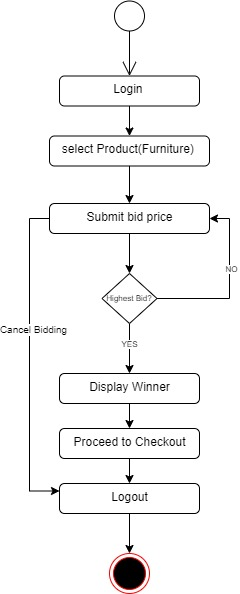 Login
select Product(Furniture)
Submit bid price
NO
Highest Bid?
Cancel Bidding
YES
Display Winner
Proceed to Checkout
Logout